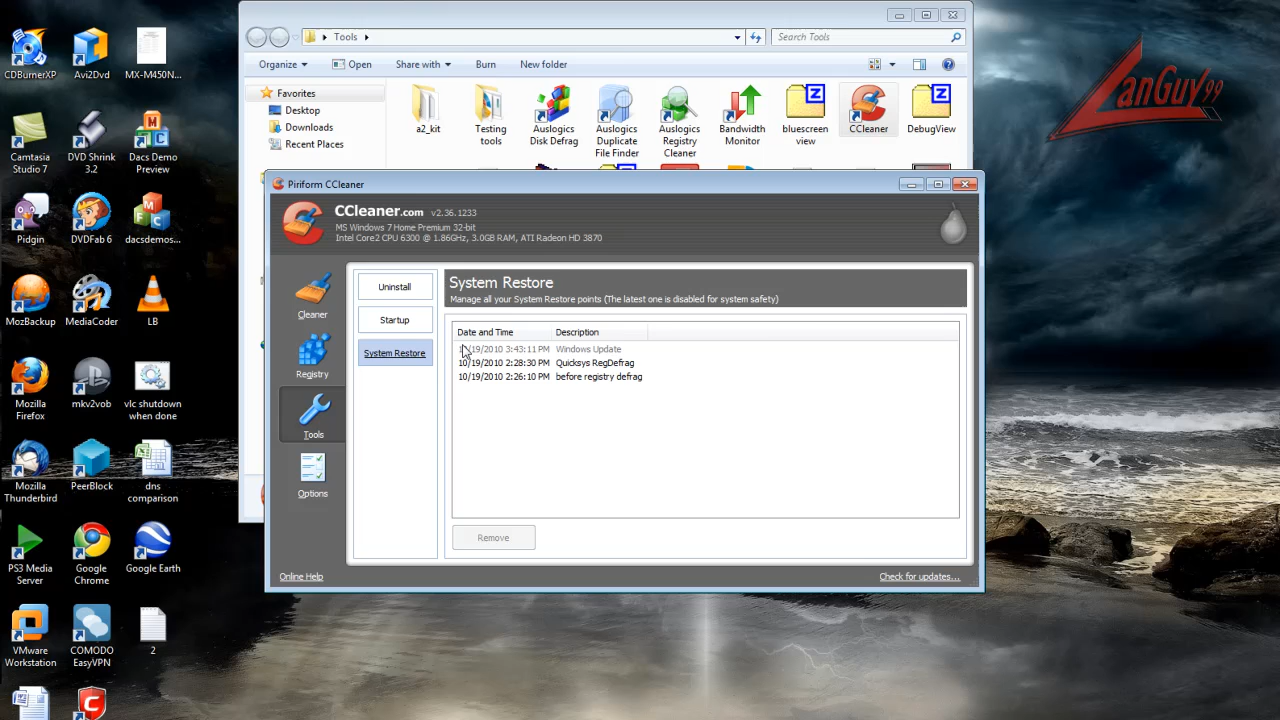 CDBurnerXP
Avi2Dvd
MX-M450N...
Camtasia
Studio 7
DVD Shrink
3.2
Dacs Demo
Preview
Pidgin
DVDFab 6
dacsdemos...
MozBackup
MediaCoder
LB
Mozilla
Firefox
mkv2vob
vlc shutdown
when done
Mozilla
Thunderbird
PeerBlock
dns
comparison
PS3 Media
Server
Google
Chrome
Google Earth
VMware
Workstation
COMODO
EasyVPN
2
LanGuy99
Tools
Search Tools
Organize
Open
Share with
Burn
New folder
Favorites
Desktop
Downloads
Recent Places
a2_kit
Testing
tools
Auslogics
Disk Defrag
Auslogics
Duplicate
File Finder
Auslogics
Registry
Cleaner
Bandwidth
Monitor
bluescreen
view
CCleaner
DebugView
Piriform CCleaner
CCleaner.com v2.36.1233
MS Windows 7 Home Premium 32-bit
Intel Core2 CPU 6300 @ 1.86GHz, 3.0GB RAM, ATI Radeon HD 3870
Cleaner
Registry
Tools
Options
Uninstall
Startup
System Restore
System Restore
Manage all your System Restore points (The latest one is disabled for system safety)
Date and Time Description
10/19/2010 3:43:11 PM Windows Update
10/19/2010 2:28:30 PM Quicksys RegDefrag
10/19/2010 2:26:10 PM before registry defrag
Remove
Online Help
Check for updates...